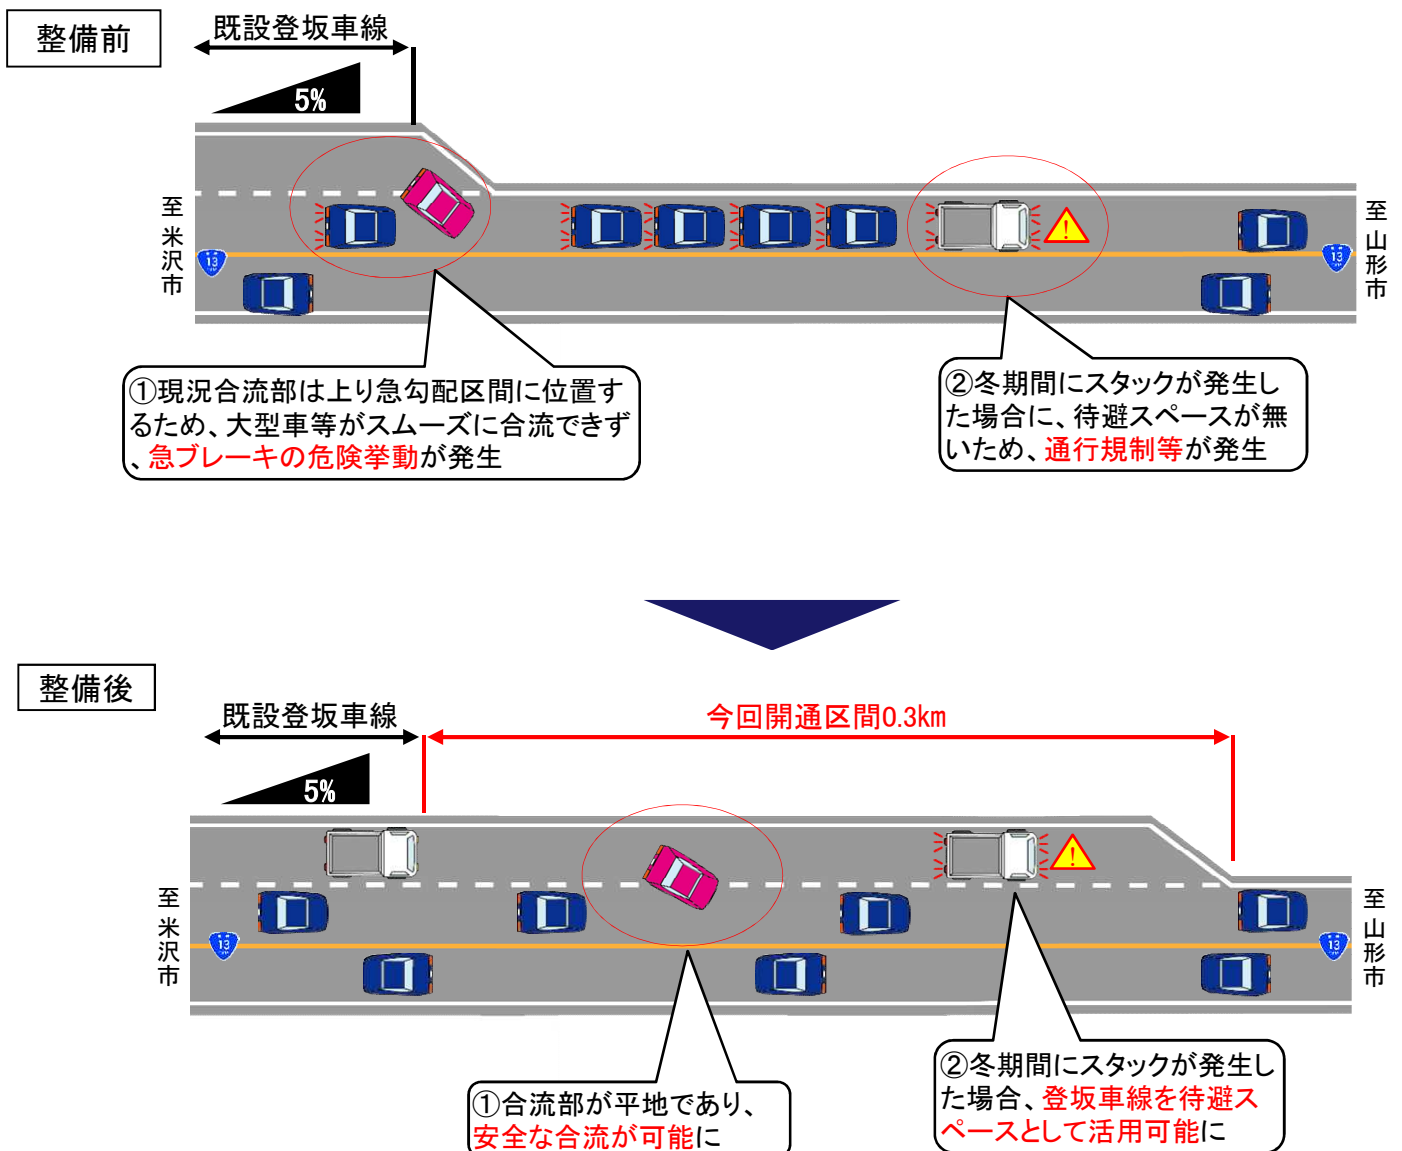 整備前
既設登坂車線
5%
至米沢市
13
至山形市
13
①現況合流部は上り急勾配区間に位置す
るため、大型車等がスムーズに合流できず
、急ブレーキの危険挙動が発生
②冬期間にスタックが発生し
た場合に、待避スペースが無
いため、通行規制等が発生
整備後
既設登坂車線
今回開通区間0.3km
5%
至米沢市
13
至山形市
13
①合流部が平地であり、
安全な合流が可能に
②冬期間にスタックが発生し
た場合、登坂車線を待避ス
ペースとして活用可能に